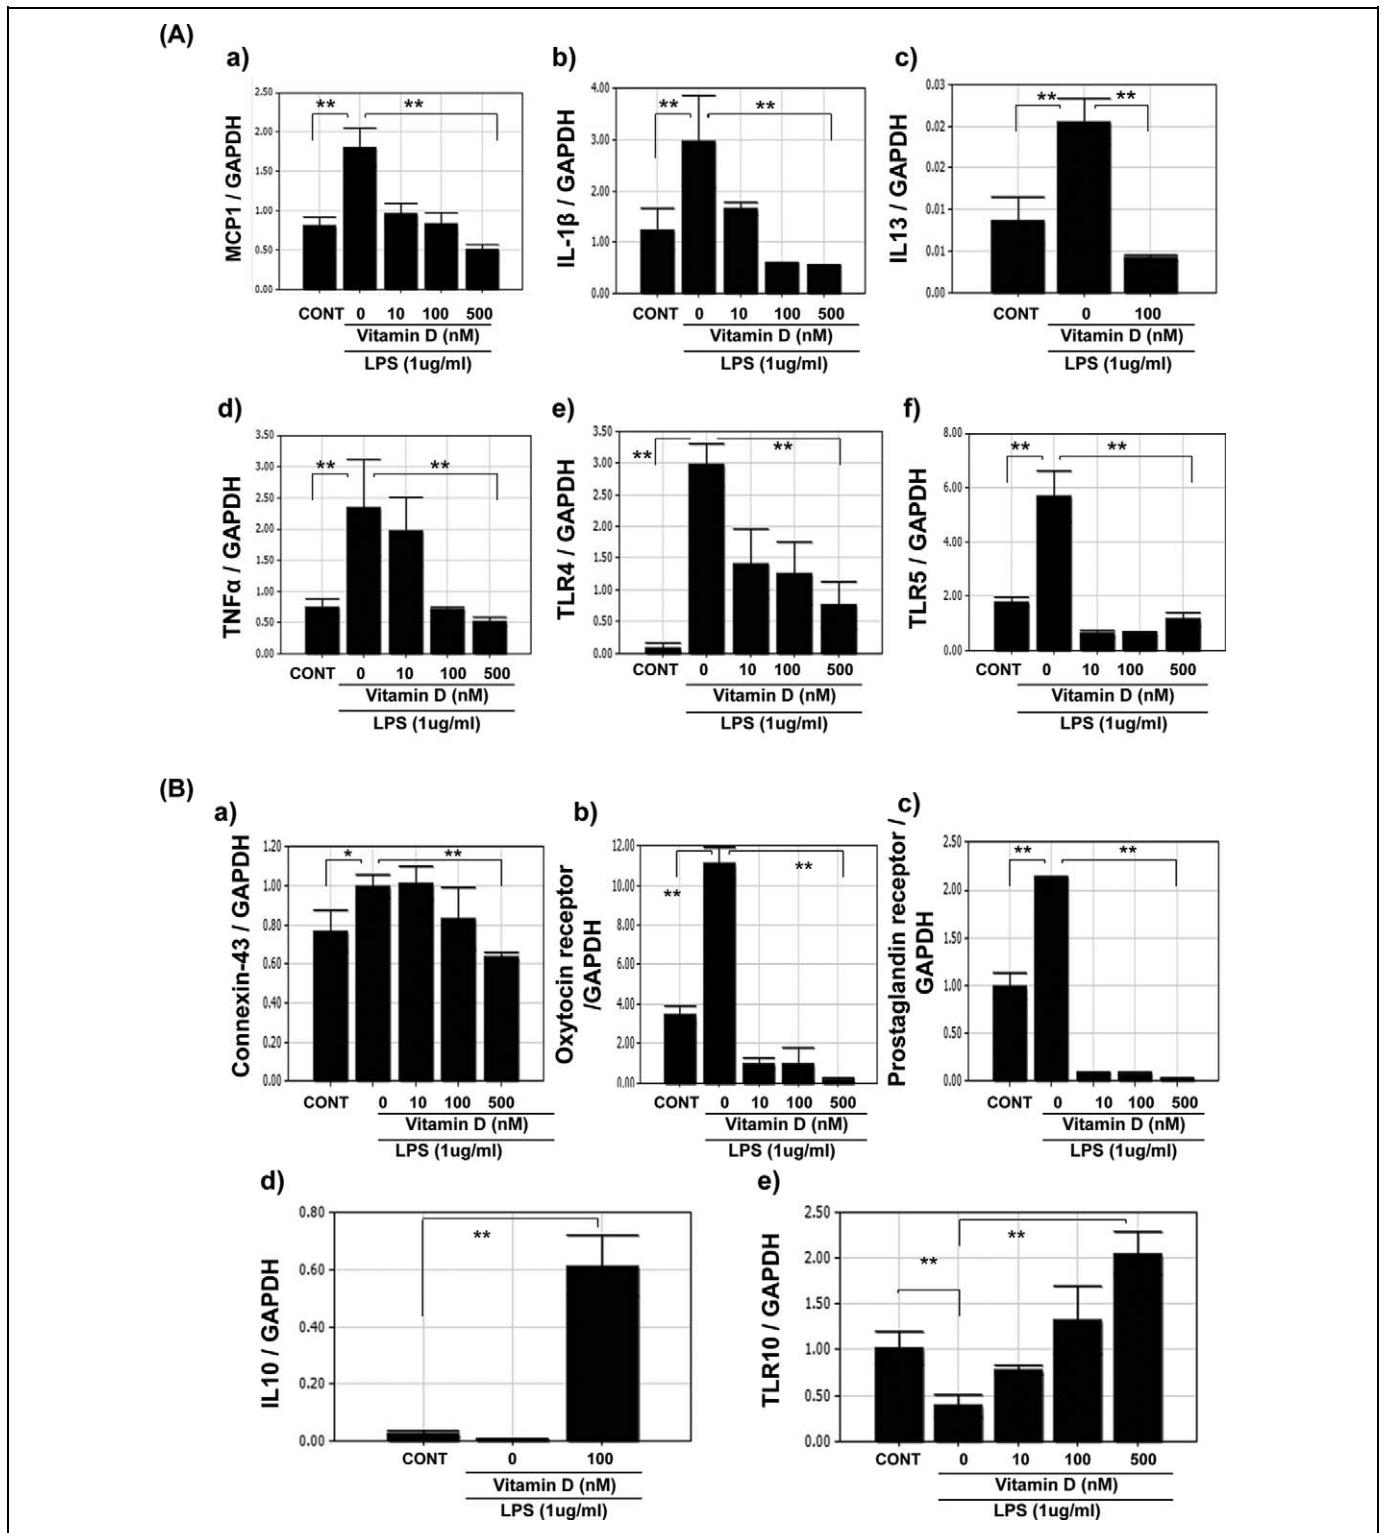 (A)
a)
MCP1 / GAPDH
2.50
2.00
1.50
1.00
0.50
0.00
** **
CONT 0 10 100 500
Vitamin D (nM)
LPS (1ug/ml)
b)
IL-1β / GAPDH
4.00
3.00
2.00
1.00
0.00
** **
CONT 0 10 100 500
Vitamin D (nM)
LPS (1ug/ml)
c)
IL13 / GAPDH
0.03
0.02
0.02
0.01
0.01
0.00
** **
CONT 0 100
Vitamin D (nM)
LPS (1ug/ml)
d)
TNFα / GAPDH
3.50
3.00
2.50
2.00
1.50
1.00
0.50
0.00
** **
CONT 0 10 100 500
Vitamin D (nM)
LPS (1ug/ml)
e)
TLR4 / GAPDH
3.50
3.00
2.50
2.00
1.50
1.00
0.50
0.00
** **
CONT 0 10 100 500
Vitamin D (nM)
LPS (1ug/ml)
f)
TLR5 / GAPDH
8.00
6.00
4.00
2.00
0.00
** **
CONT 0 10 100 500
Vitamin D (nM)
LPS (1ug/ml)
(B)
a)
Connexin-43 / GAPDH
1.20
1.00
0.80
0.60
0.40
0.20
0.00
* **
CONT 0 10 100 500
Vitamin D (nM)
LPS (1ug/ml)
b)
Oxytocin receptor
/GAPDH
12.00
10.00
8.00
6.00
4.00
2.00
0.00
** **
CONT 0 10 100 500
Vitamin D (nM)
LPS (1ug/ml)
c)
Prostaglandin receptor /
GAPDH
2.50
2.00
1.50
1.00
0.50
0.00
** **
CONT 0 10 100 500
Vitamin D (nM)
LPS (1ug/ml)
d)
IL10 / GAPDH
0.80
0.60
0.40
0.20
0.00
**
CONT 0 100
Vitamin D (nM)
LPS (1ug/ml)
e)
TLR10 / GAPDH
2.50
2.00
1.50
1.00
0.50
0.00
** **
CONT 0 10 100 500
Vitamin D (nM)
LPS (1ug/ml)